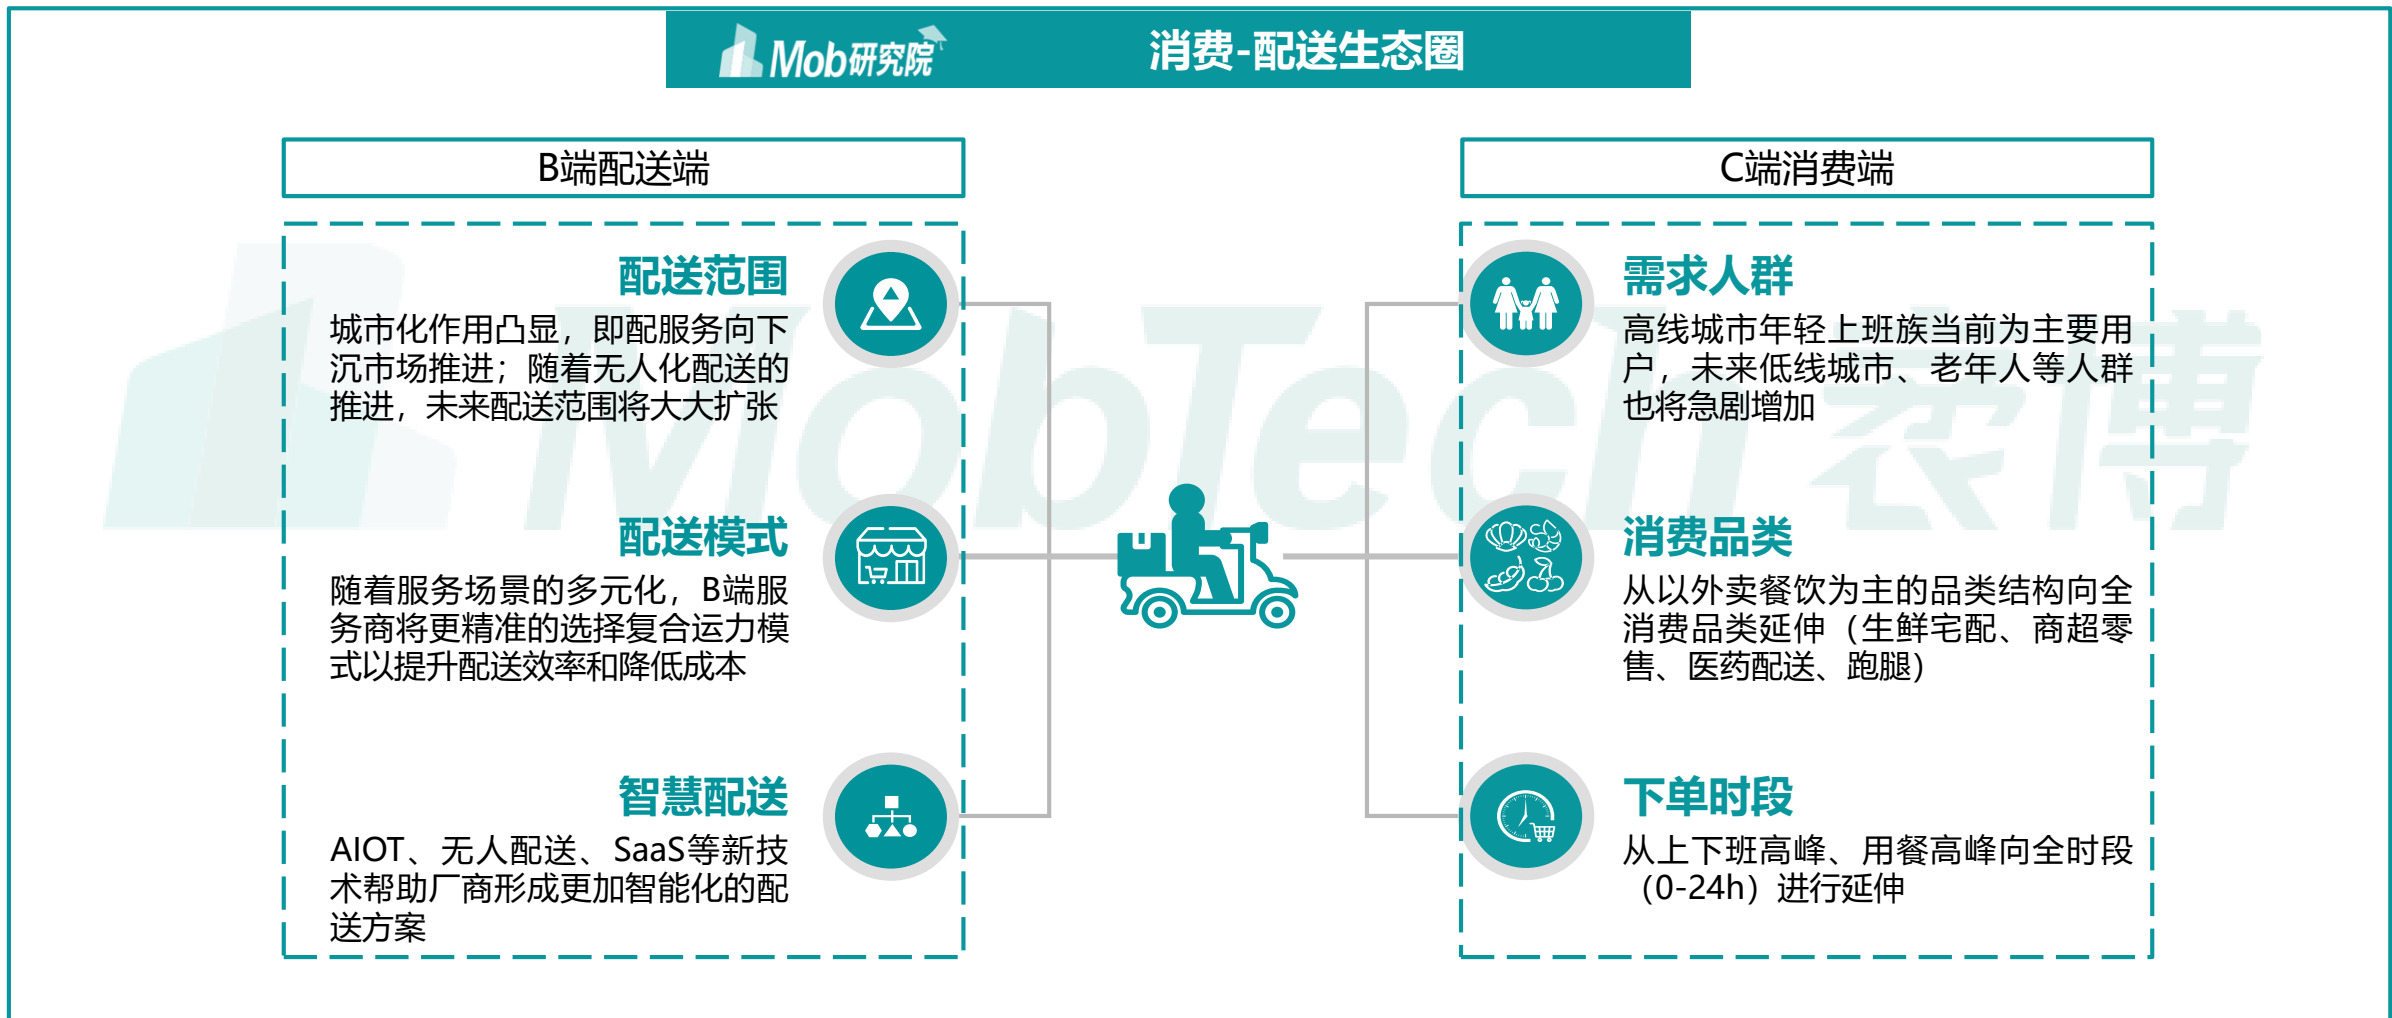 Mob研究院
消费-配送生态圈
B端配送端
配送范围
城市化作用凸显，即配服务向下
沉市场推进；随着无人化配送的
推进，未来配送范围将大大扩张
配送模式
随着服务场景的多元化，B端服
务商将更精准的选择复合运力模
式以提升配送效率和降低成本
智慧配送
AIOT、无人配送、SaaS等新技
术帮助厂商形成更加智能化的配
送方案
C端消费端
需求人群
高线城市年轻上班族当前为主要用
户，未来低线城市、老年人等人群
也将急剧增加
消费品类
从以外卖餐饮为主的品类结构向全
消费品类延伸（生鲜宅配、商超零
售、医药配送、跑腿）
下单时段
从上下班高峰、用餐高峰向全时段
（0-24h）进行延伸
MobTech袤博